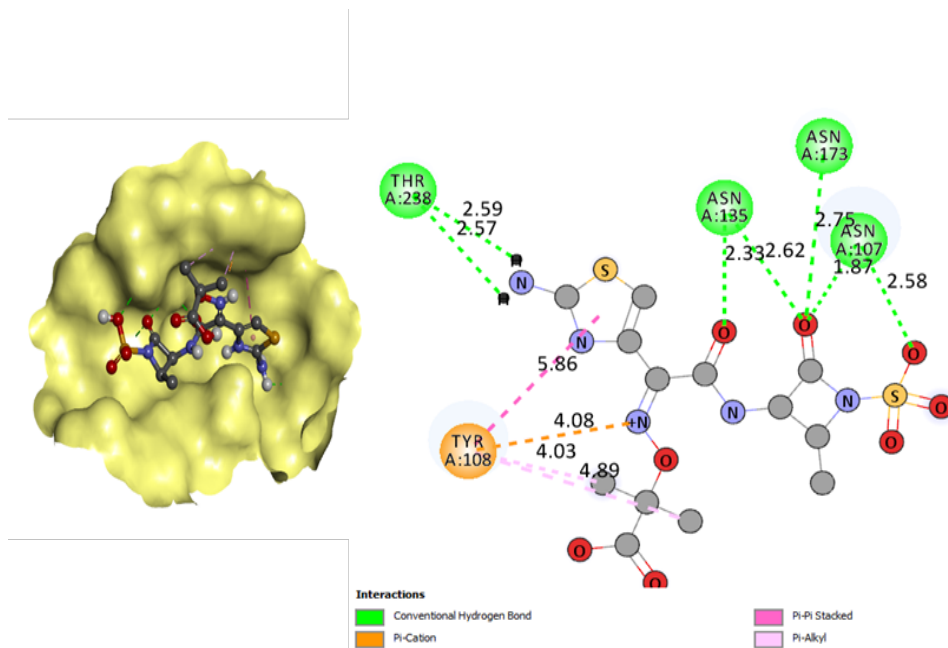 ASN
A:173
THR
A:238
ASN
A:135
ASN
A:107
2.59
2.57
2.75
2.33
2.62
1.87
2.58
H
N
H
S
N
O
O
O
5.86
+N
N
N
S
O
O
TYR
A:108
4.08
4.03
4.89
O
O
O
Interactions
Conventional Hydrogen Bond
Pi-Cation
Pi-Pi Stacked
Pi-Alkyl